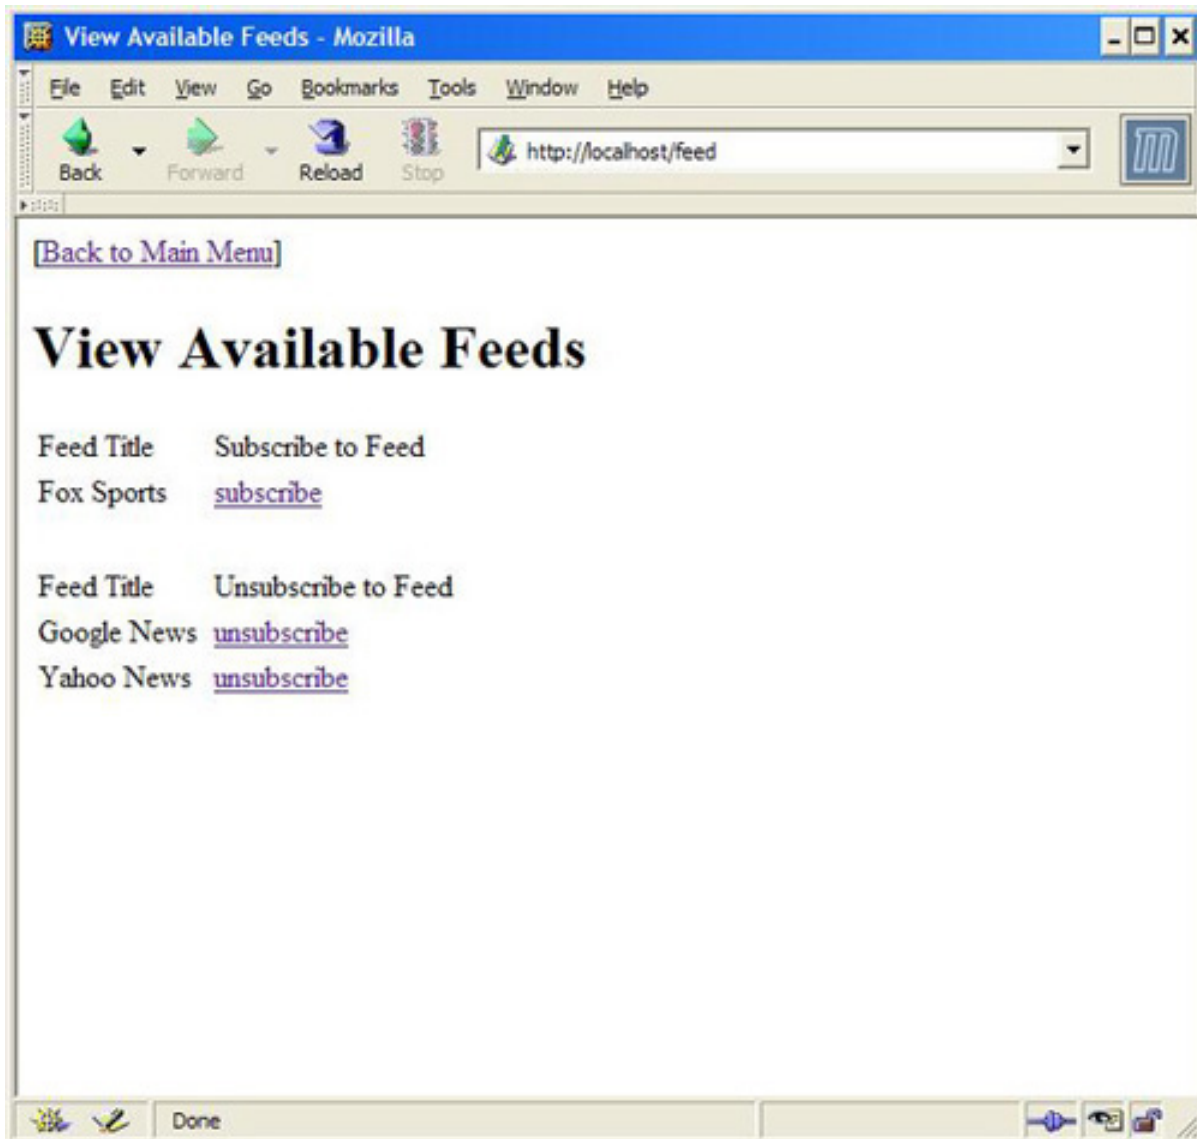 View Available Feeds - Mozilla
File Edit View Go Bookmarks Tools Window Help
Back Forward Reload Stop http://localhost/feed
[Back to Main Menu]
View Available Feeds
Feed Title Subscribe to Feed
Fox Sports subscribe
Feed Title Unsubscribe to Feed
Google News unsubscribe
Yahoo News unsubscribe
Done